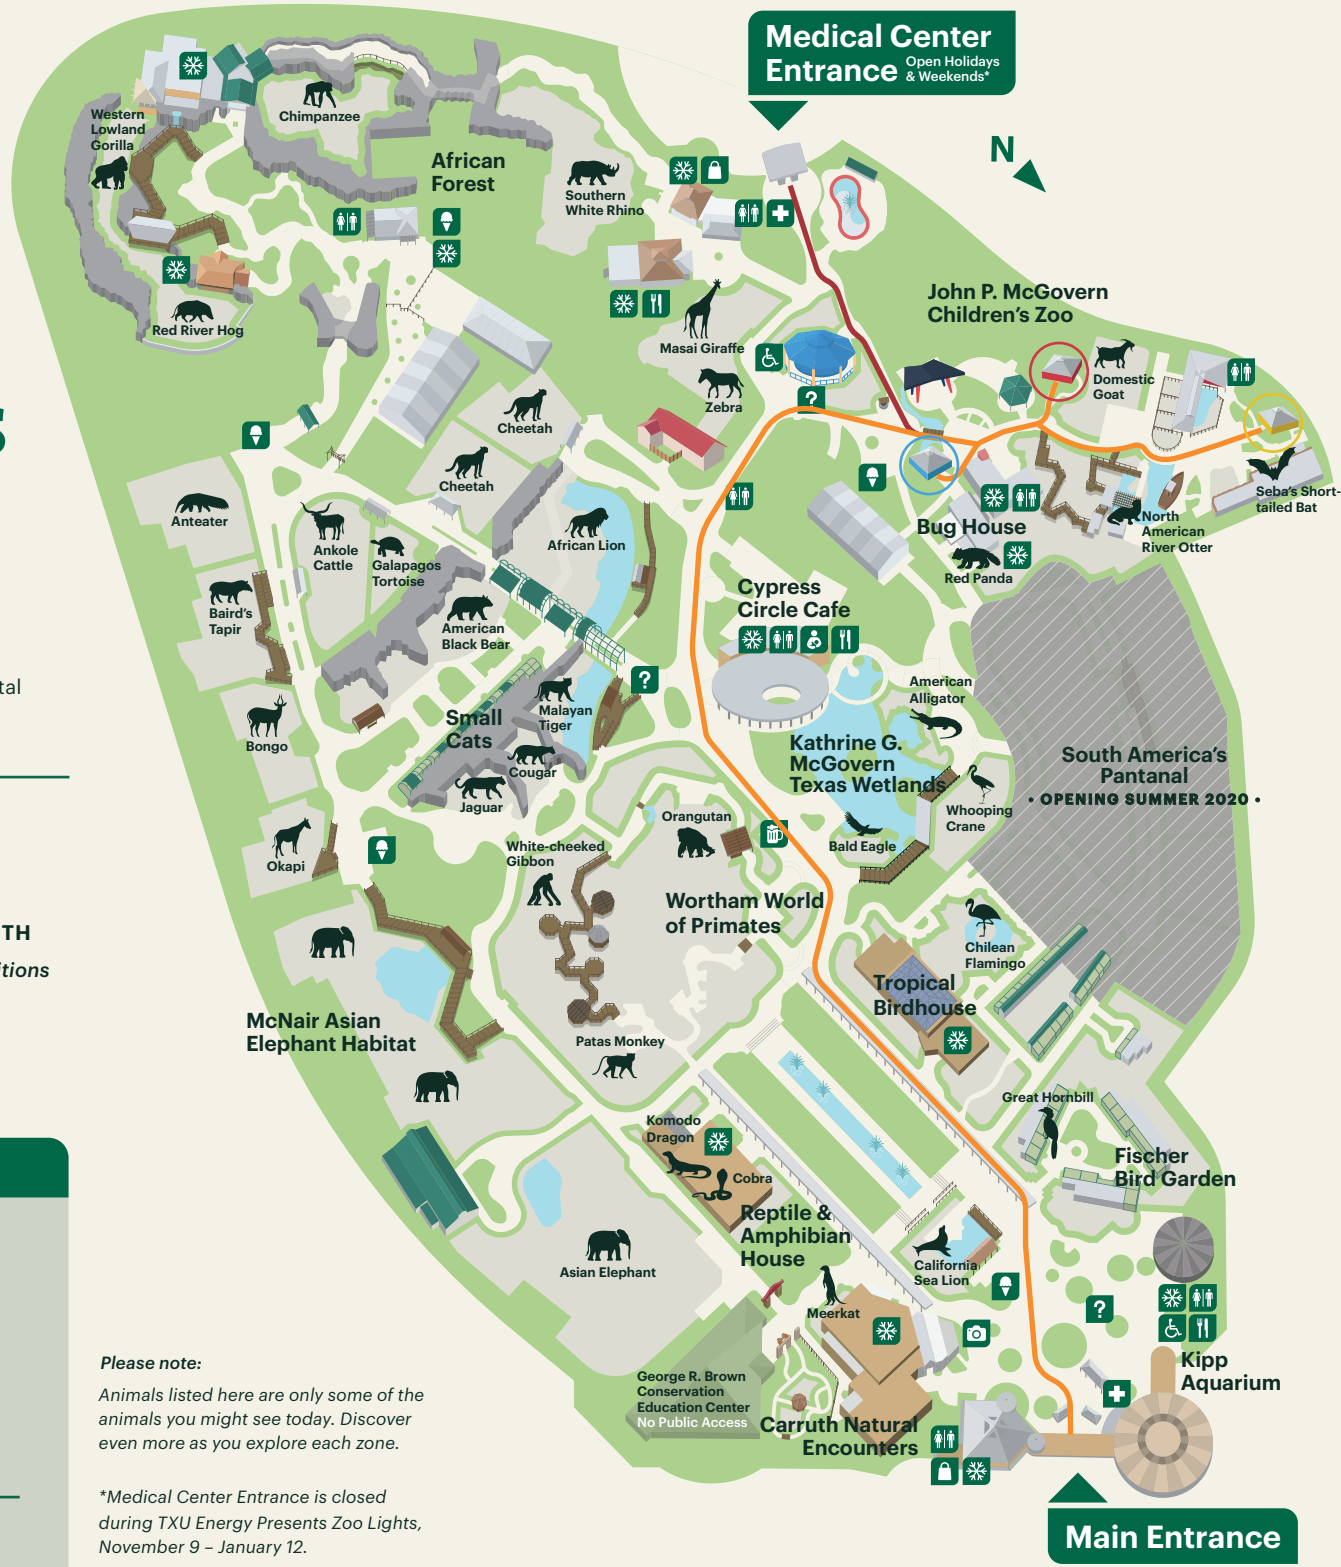 Medical Center
Entrance Open Holidays
& Weekends*
N
Western
Lowland
Gorilla
Chimpanzee
African
Forest
Southern
White Rhino
Red River Hog
Masai Giraffe
Zebra
John P. McGovern
Children's Zoo
Domestic
Goat
?
Cheetah
Cheetah
S
Anteater
Ankole
Cattle
Galapagos
Tortoise
African Lion
Bug House
Red Panda
North
American
River Otter
Seba's Short-
tailed Bat
Baird's
Tapir
American
Black Bear
Cypress
Circle Cafe
?
tal
Bongo
Small
Cats
Malayan
Tiger
Cougar
Jaguar
American
Alligator
Kathrine G.
McGovern
Texas Wetlands
Whooping
Crane
Bald Eagle
South America's
Pantanal
• OPENING SUMMER 2020 •
Okapi
White-cheeked
Gibbon
Orangutan
Wortham World
of Primates
TH
itions
Chilean
Flamingo
Tropical
Birdhouse
McNair Asian
Elephant Habitat
Patas Monkey
Komodo
Dragon
Cobra
Reptile &
Amphibian
House
Great Hornbill
Fischer
Bird Garden
Asian Elephant
California
Sea Lion
Meerkat
?
Kipp
Aquarium
George R. Brown
Conservation
Education Center
No Public Access
Carruth Natural
Encounters
Main Entrance
Please note:
Animals listed here are only some of the
animals you might see today. Discover
even more as you explore each zone.
*Medical Center Entrance is closed
during TXU Energy Presents Zoo Lights,
November 9 – January 12.